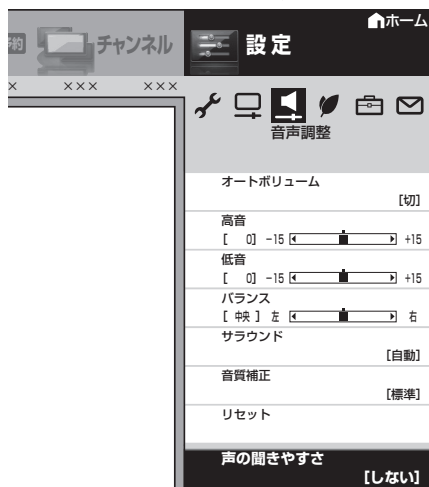 ホーム
予約 チャンネル 設定
× ××× ×××
音声調整
オートボリューム
[切]
高音
[ 0] -15 +15
低音
[ 0] -15 +15
バランス
[ 中央 ] 左 右
サラウンド
[自動]
音質補正
[標準]
リセット
声の聞きやすさ
[しない]